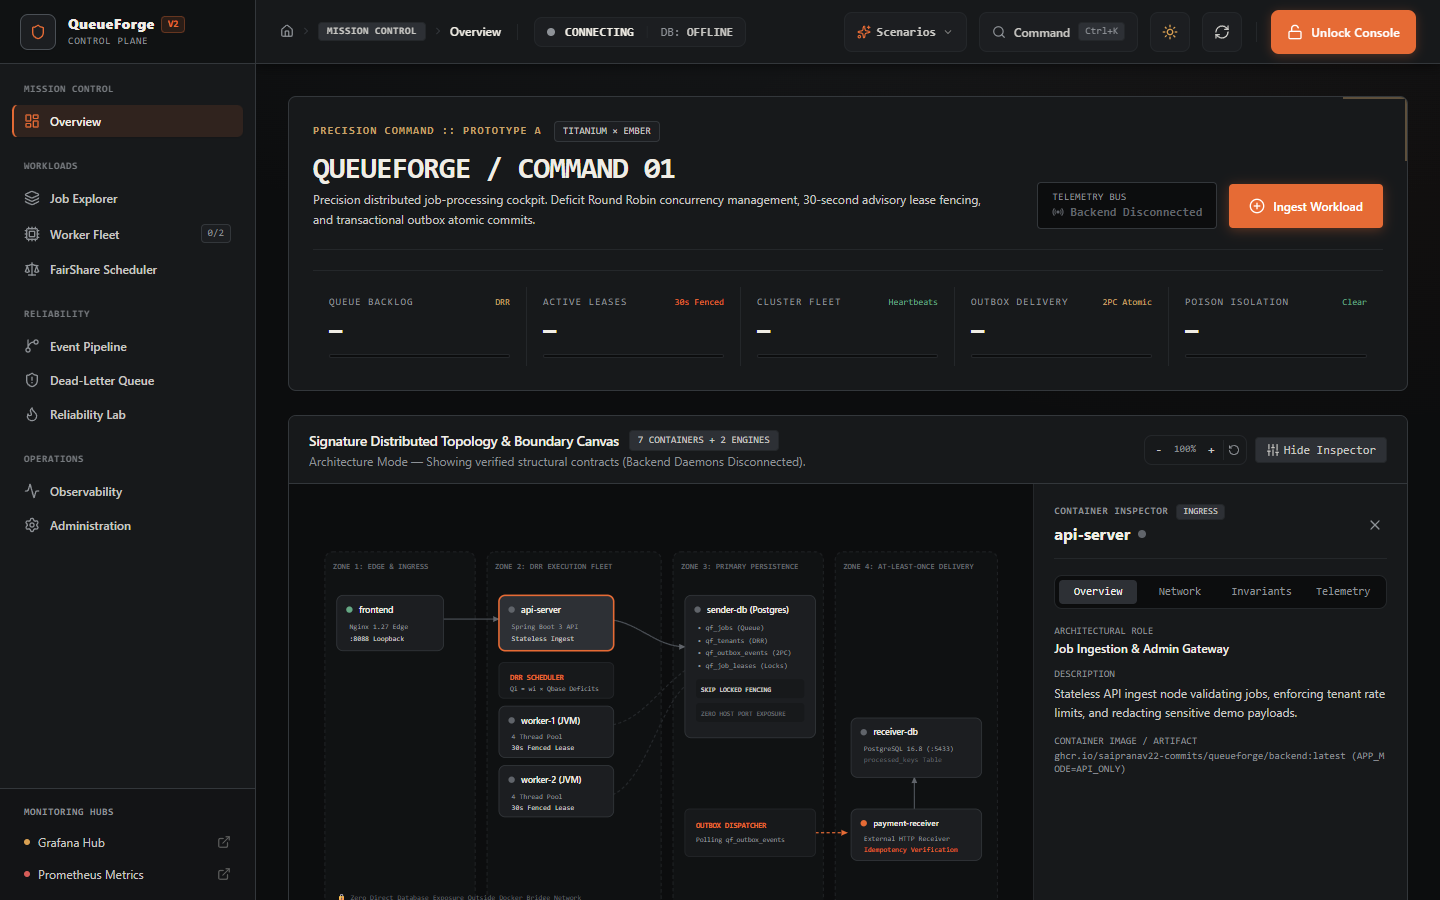 QueueForge V2
CONTROL PLANE
MISSION CONTROL
Overview
WORKLOADS
Job Explorer
Worker Fleet 0/2
FairShare Scheduler
RELIABILITY
Event Pipeline
Dead-Letter Queue
Reliability Lab
OPERATIONS
Observability
Administration
MONITORING HUBS
Grafana Hub
Prometheus Metrics
MISSION CONTROL Overview CONNECTING DB: OFFLINE Scenarios Command Ctrl+K Unlock Console
PRECISION COMMAND :: PROTOTYPE A TITANIUM × EMBER
QUEUEFORGE / COMMAND 01
Precision distributed job-processing cockpit. Deficit Round Robin concurrency management, 30-second advisory lease fencing,
and transactional outbox atomic commits.
TELEMETRY BUS
Backend Disconnected
Ingest Workload
QUEUE BACKLOG DRR
—
ACTIVE LEASES 30s Fenced
—
CLUSTER FLEET Heartbeats
—
OUTBOX DELIVERY 2PC Atomic
—
POISON ISOLATION Clear
—
Signature Distributed Topology & Boundary Canvas 7 CONTAINERS + 2 ENGINES
Architecture Mode — Showing verified structural contracts (Backend Daemons Disconnected).
- 100% + Hide Inspector
ZONE 1: EDGE & INGRESS
frontend
Nginx 1.27 Edge
:8088 Loopback
ZONE 2: DRR EXECUTION FLEET
api-server
Spring Boot 3 API
Stateless Ingest
DRR SCHEDULER
Qi = wi × Qbase Deficits
worker-1 (JVM)
4 Thread Pool
30s Fenced Lease
worker-2 (JVM)
4 Thread Pool
30s Fenced Lease
ZONE 3: PRIMARY PERSISTENCE
sender-db (Postgres)
• qf_jobs (Queue)
• qf_tenants (DRR)
• qf_outbox_events (2PC)
• qf_job_leases (Locks)
SKIP LOCKED FENCING
ZERO HOST PORT EXPOSURE
OUTBOX DISPATCHER
Polling qf_outbox_events
ZONE 4: AT-LEAST-ONCE DELIVERY
receiver-db
PostgreSQL 16.8 (:5433)
processed_keys Table
payment-receiver
External HTTP Receiver
Idempotency Verification
Zero Direct Database Exposure Outside Docker Bridge Network
CONTAINER INSPECTOR INGRESS
api-server
Overview Network Invariants Telemetry
ARCHITECTURAL ROLE
Job Ingestion & Admin Gateway
DESCRIPTION
Stateless API ingest node validating jobs, enforcing tenant rate
limits, and redacting sensitive demo payloads.
CONTAINER IMAGE / ARTIFACT
ghcr.io/saipranav22-commits/queueforge/backend:latest (APP_M
ODE=API_ONLY)